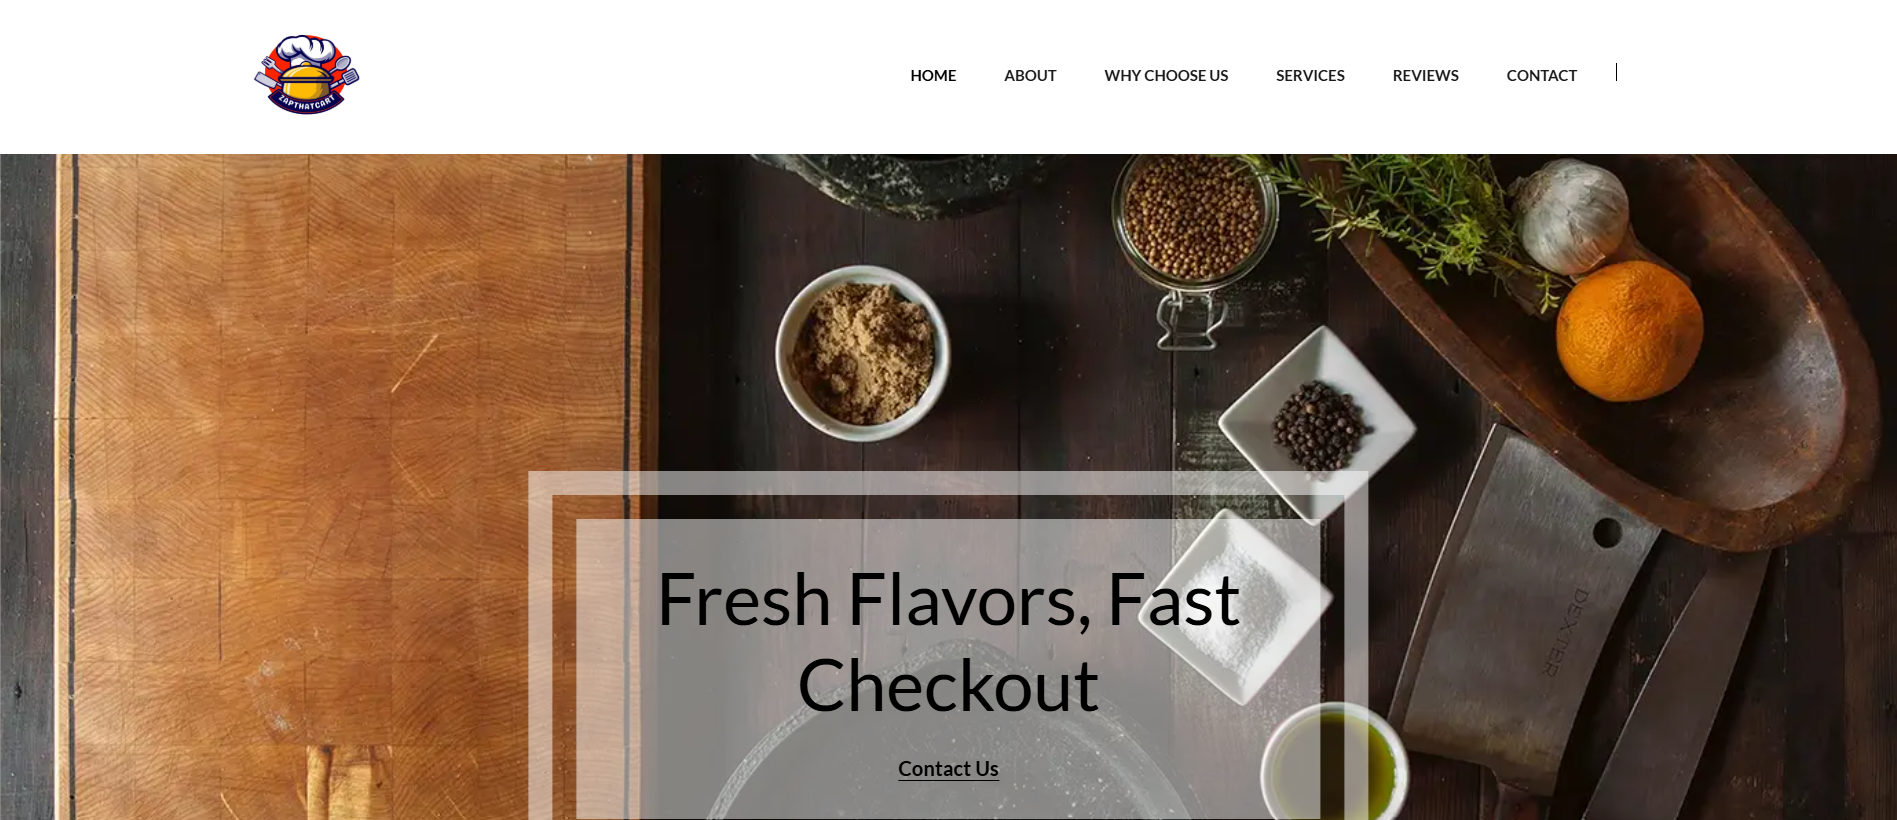 ZAPTHATCART
HOME
ABOUT
WHY CHOOSE US
SERVICES
REVIEWS
CONTACT
DEXTER
Fresh Flavors, Fast
Checkout
Contact Us